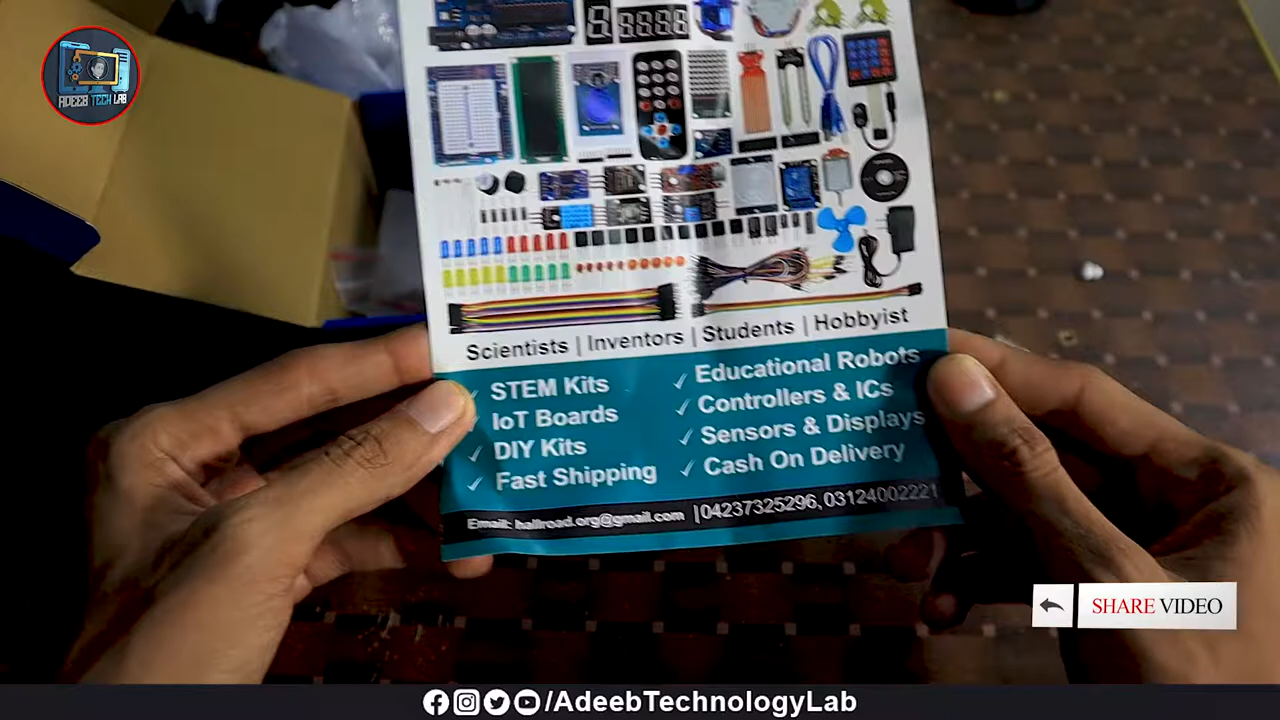 ADEEB TECH LAB
Scientists | Inventors | Students | Hobbyist
✓ STEM Kits
✓ IoT Boards
✓ DIY Kits
✓ Fast Shipping
✓ Educational Robots
✓ Controllers & ICs
✓ Sensors & Displays
✓ Cash On Delivery
Email: hallroad.org@gmail.com | 04237325296, 03124002221
SHARE VIDEO
/AdeebTechnologyLab